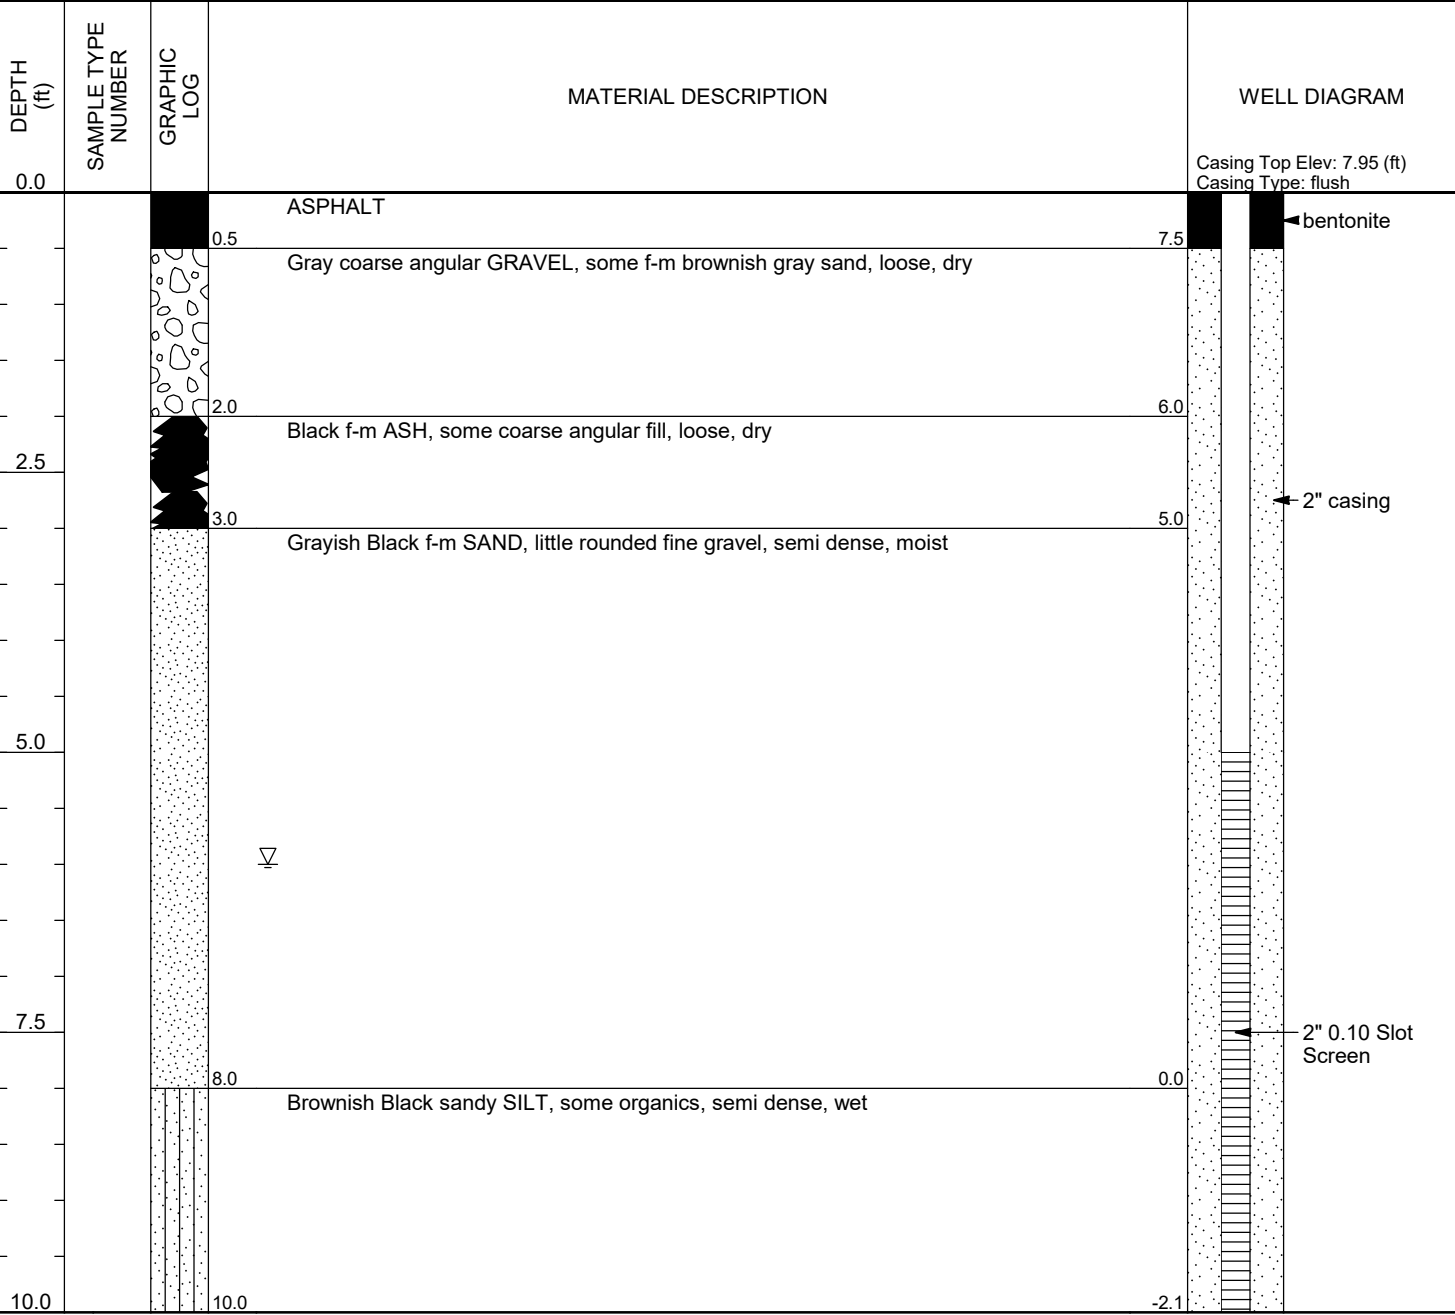 DEPTH
(ft)
SAMPLE TYPE
NUMBER
GRAPHIC
LOG
MATERIAL DESCRIPTION
WELL DIAGRAM
Casing Top Elev: 7.95 (ft)
Casing Type: flush
0.0
ASPHALT
bentonite
0.5
7.5
Gray coarse angular GRAVEL, some f-m brownish gray sand, loose, dry
2.0
6.0
Black f-m ASH, some coarse angular fill, loose, dry
2.5
2" casing
3.0
5.0
Grayish Black f-m SAND, little rounded fine gravel, semi dense, moist
5.0
7.5
2" 0.10 Slot
Screen
8.0
0.0
Brownish Black sandy SILT, some organics, semi dense, wet
10.0
10.0
-2.1